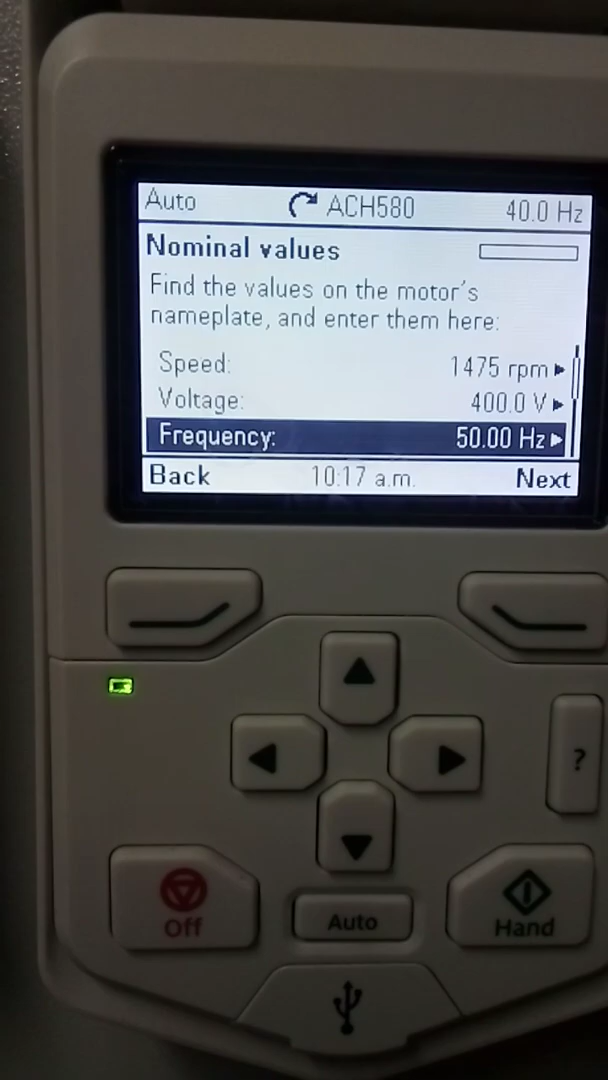 Auto ACH580 40.0 Hz
Nominal values
Find the values on the motor's
nameplate, and enter them here:
Speed: 1475 rpm
Voltage: 400.0 V
Frequency: 50.00 Hz
Back 10:17 a.m. Next
?
Off Auto Hand